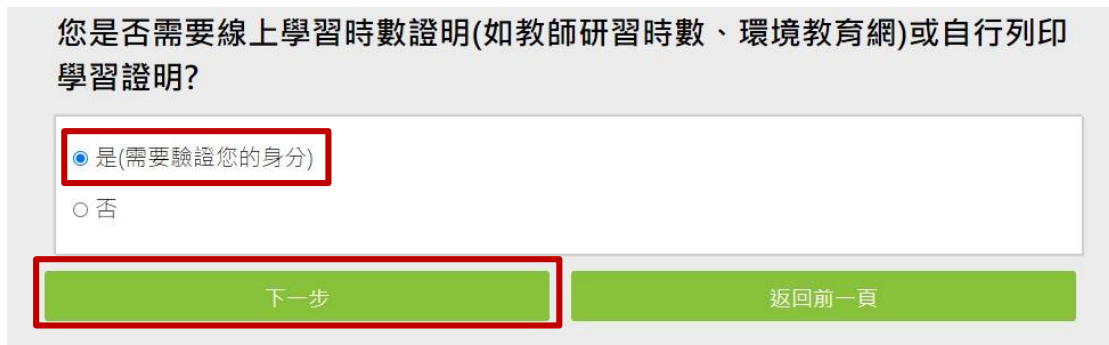 您是否需要線上學習時數證明(如教師研習時數、環境教育網)或自行列印
學習證明?
是(需要驗證您的身分)
否
下一步
返回前一頁